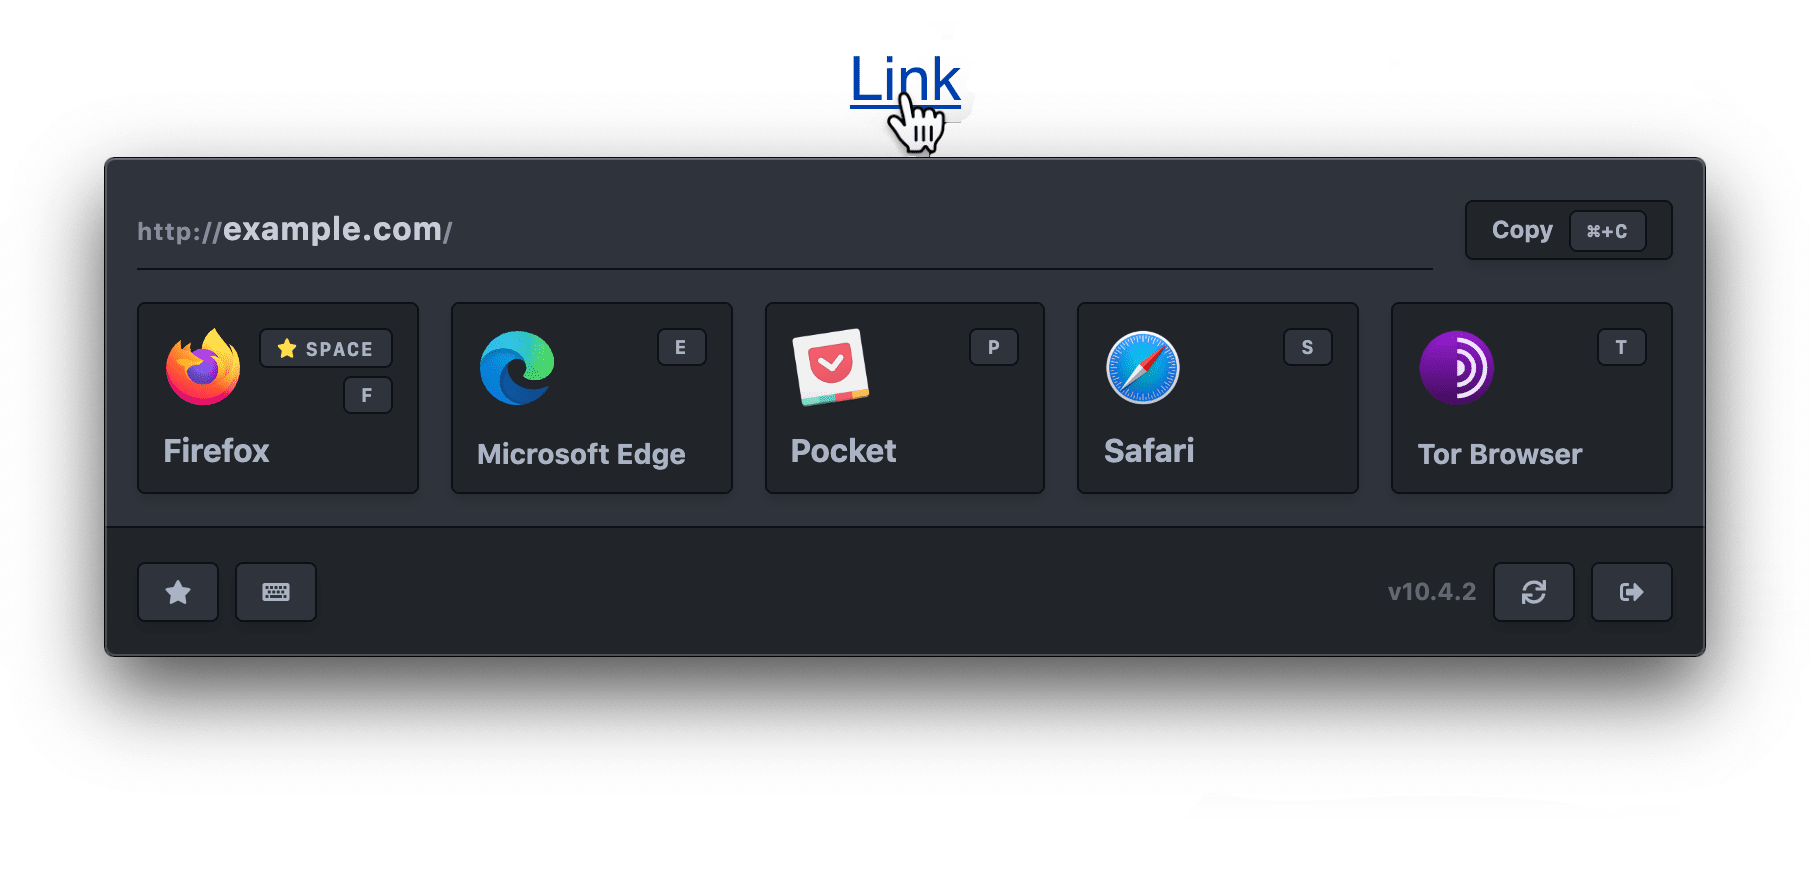 Link
http://example.com/
Copy ⌘+C
SPACE
E
P
S
T
F
Firefox
Microsoft Edge
Pocket
Safari
Tor Browser
v10.4.2